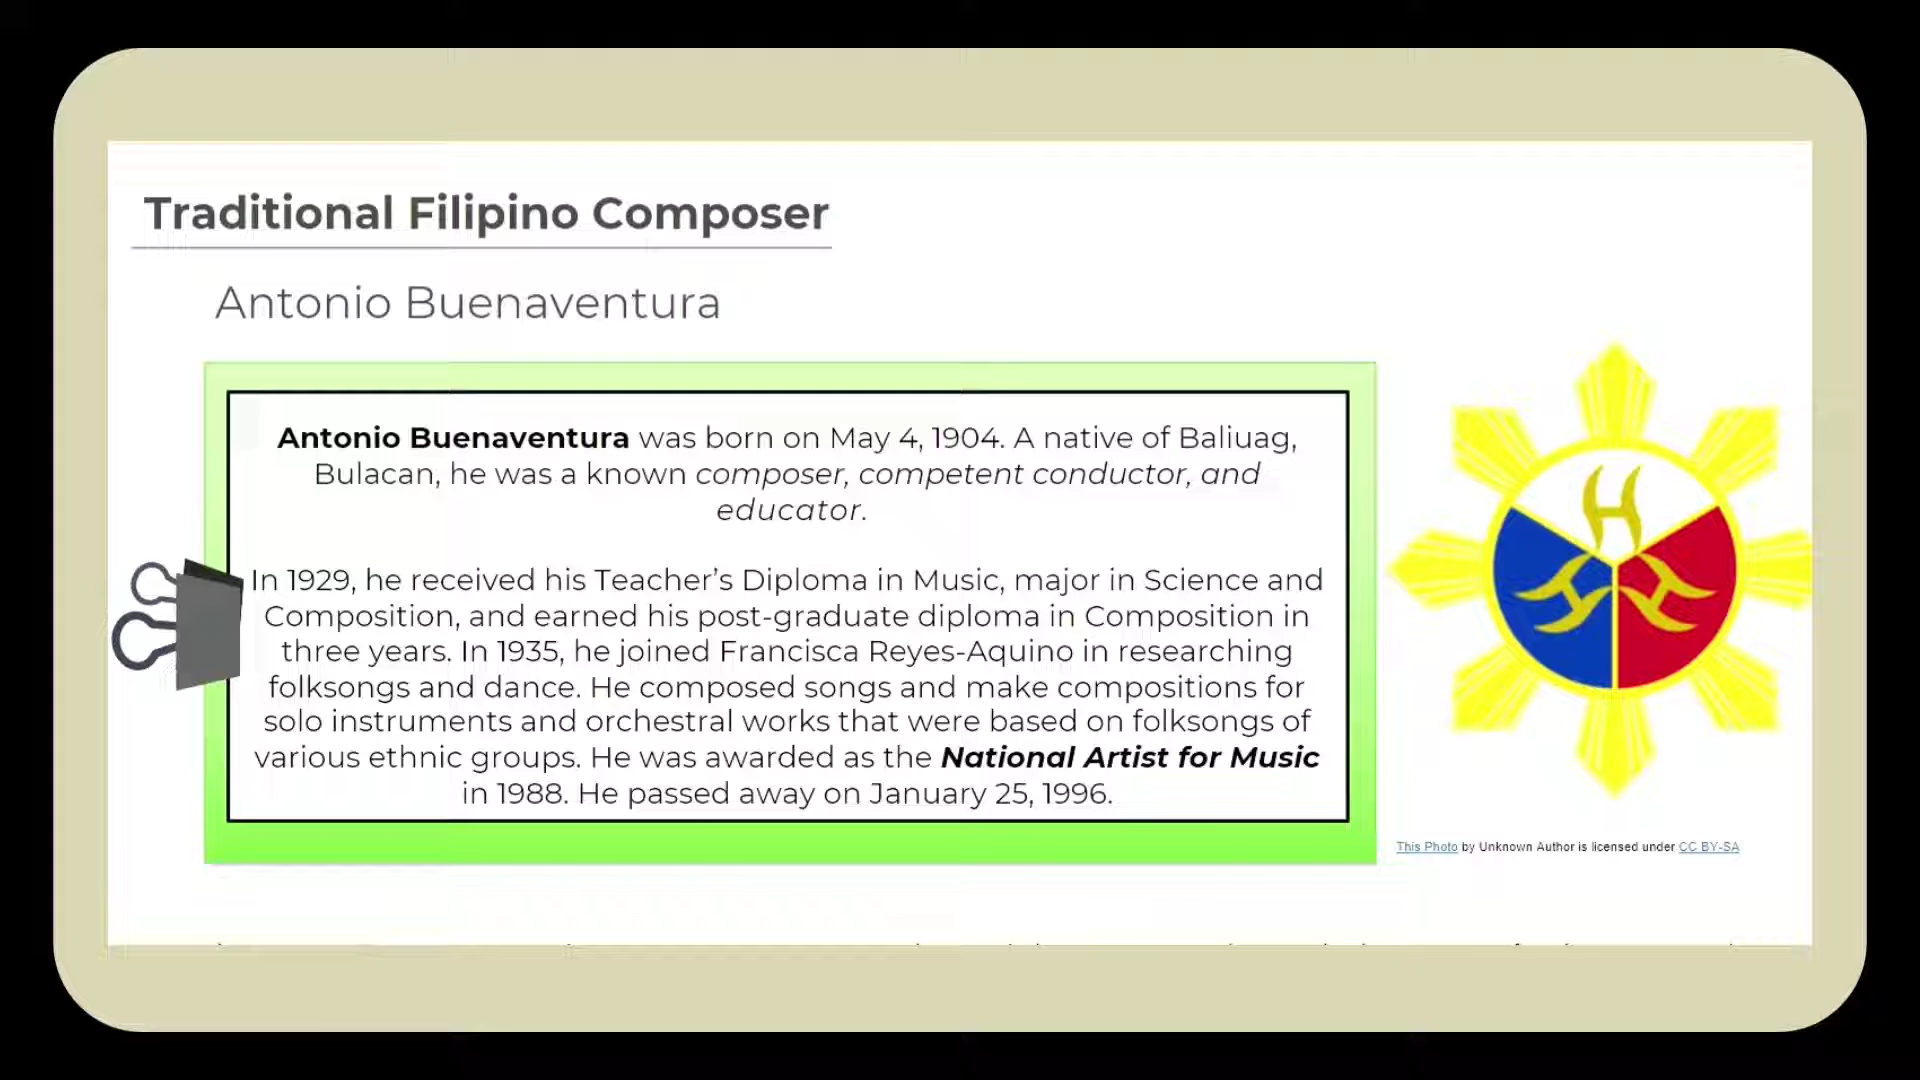 Traditional Filipino Composer
Antonio Buenaventura
Antonio Buenaventura was born on May 4, 1904. A native of Baliuag,
Bulacan, he was a known composer, competent conductor, and
educator.
In 1929, he received his Teacher’s Diploma in Music, major in Science and
Composition, and earned his post-graduate diploma in Composition in
three years. In 1935, he joined Francisca Reyes-Aquino in researching
folksongs and dance. He composed songs and make compositions for
solo instruments and orchestral works that were based on folksongs of
various ethnic groups. He was awarded as the National Artist for Music
in 1988. He passed away on January 25, 1996.
This Photo by Unknown Author is licensed under CC BY-SA